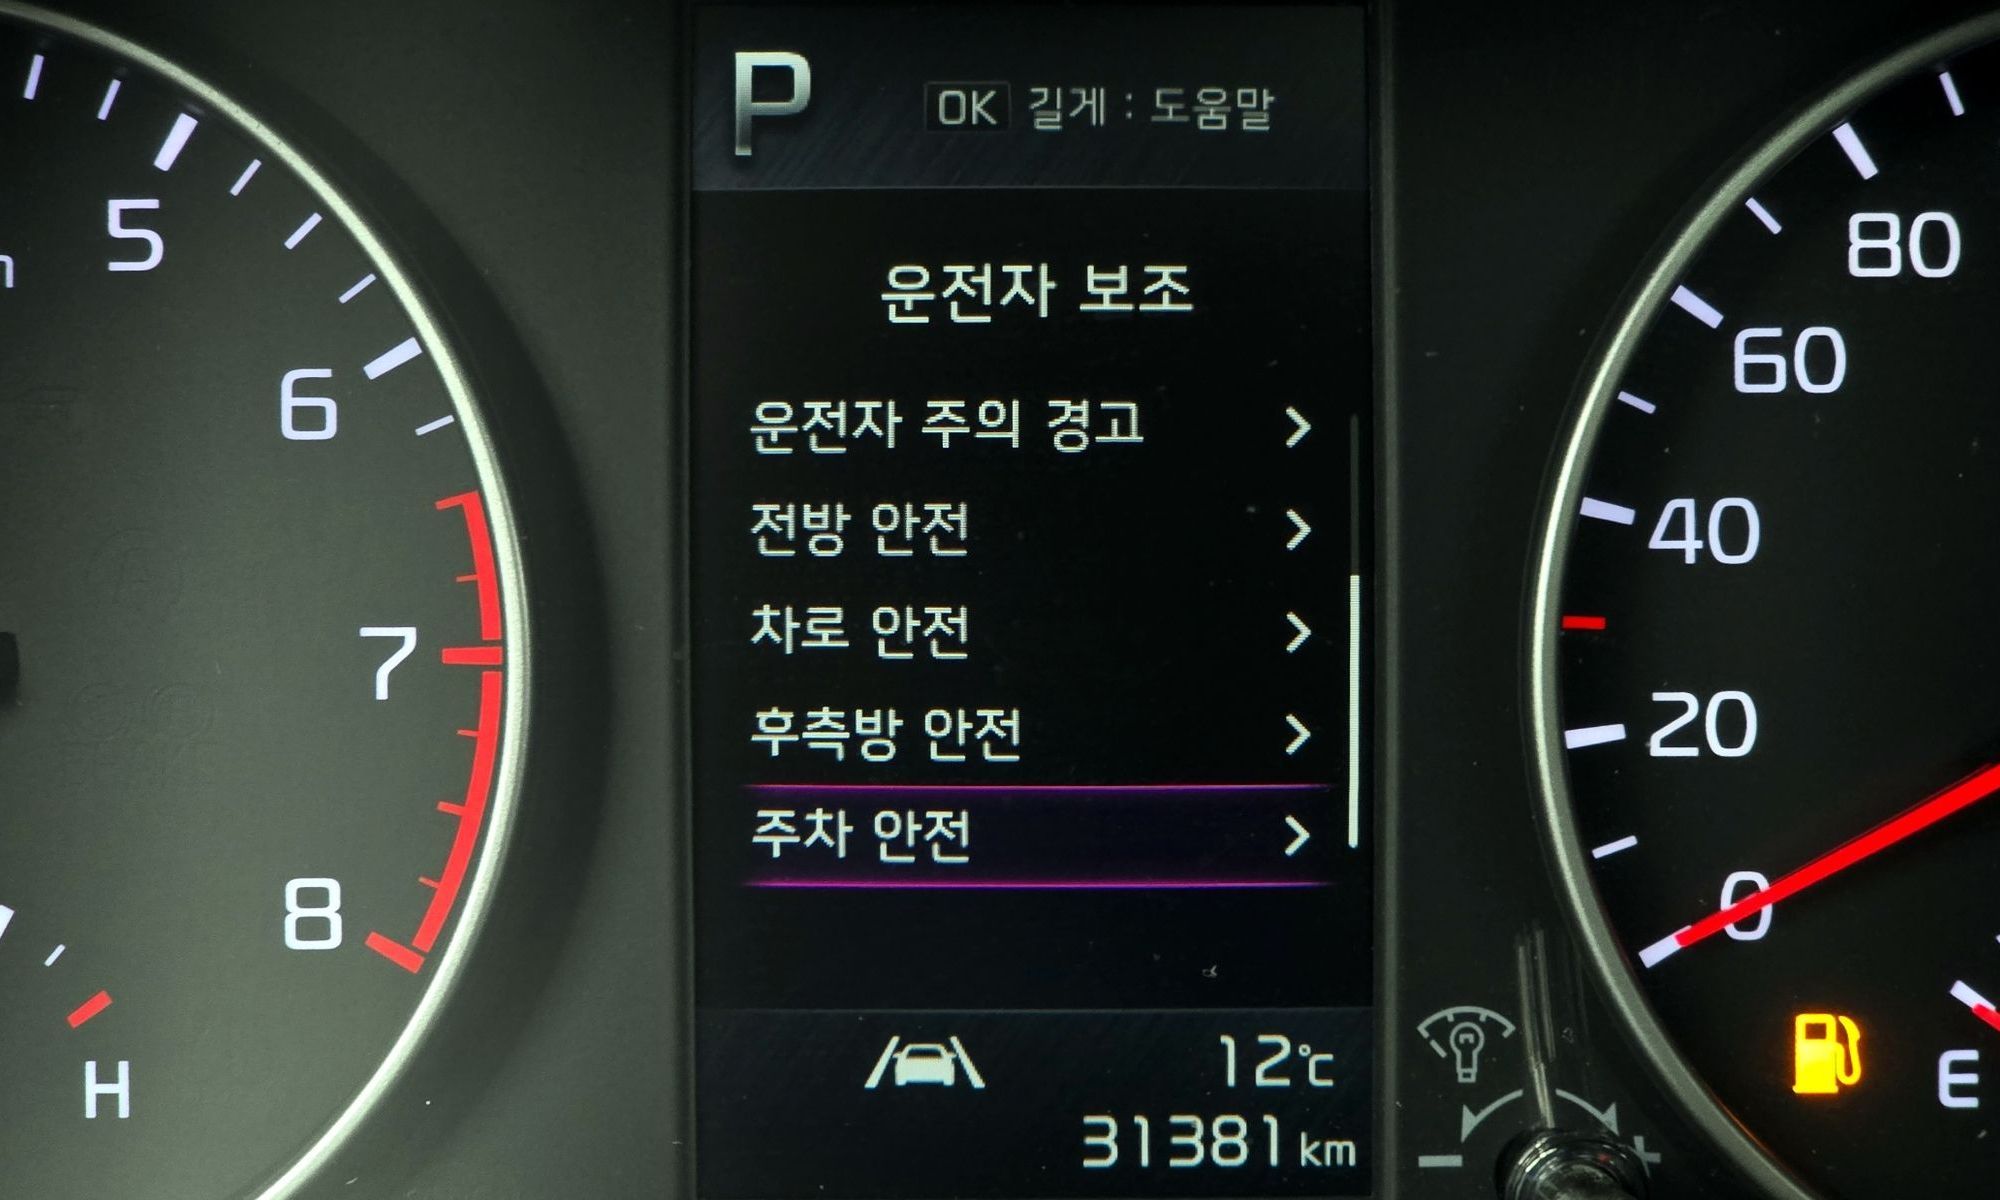 P
OK 길게 : 도움말
운전자 보조
운전자 주의 경고
전방 안전
차로 안전
후측방 안전
주차 안전
12℃
31381 km
5
6
7
8
H
80
60
40
20
0
E